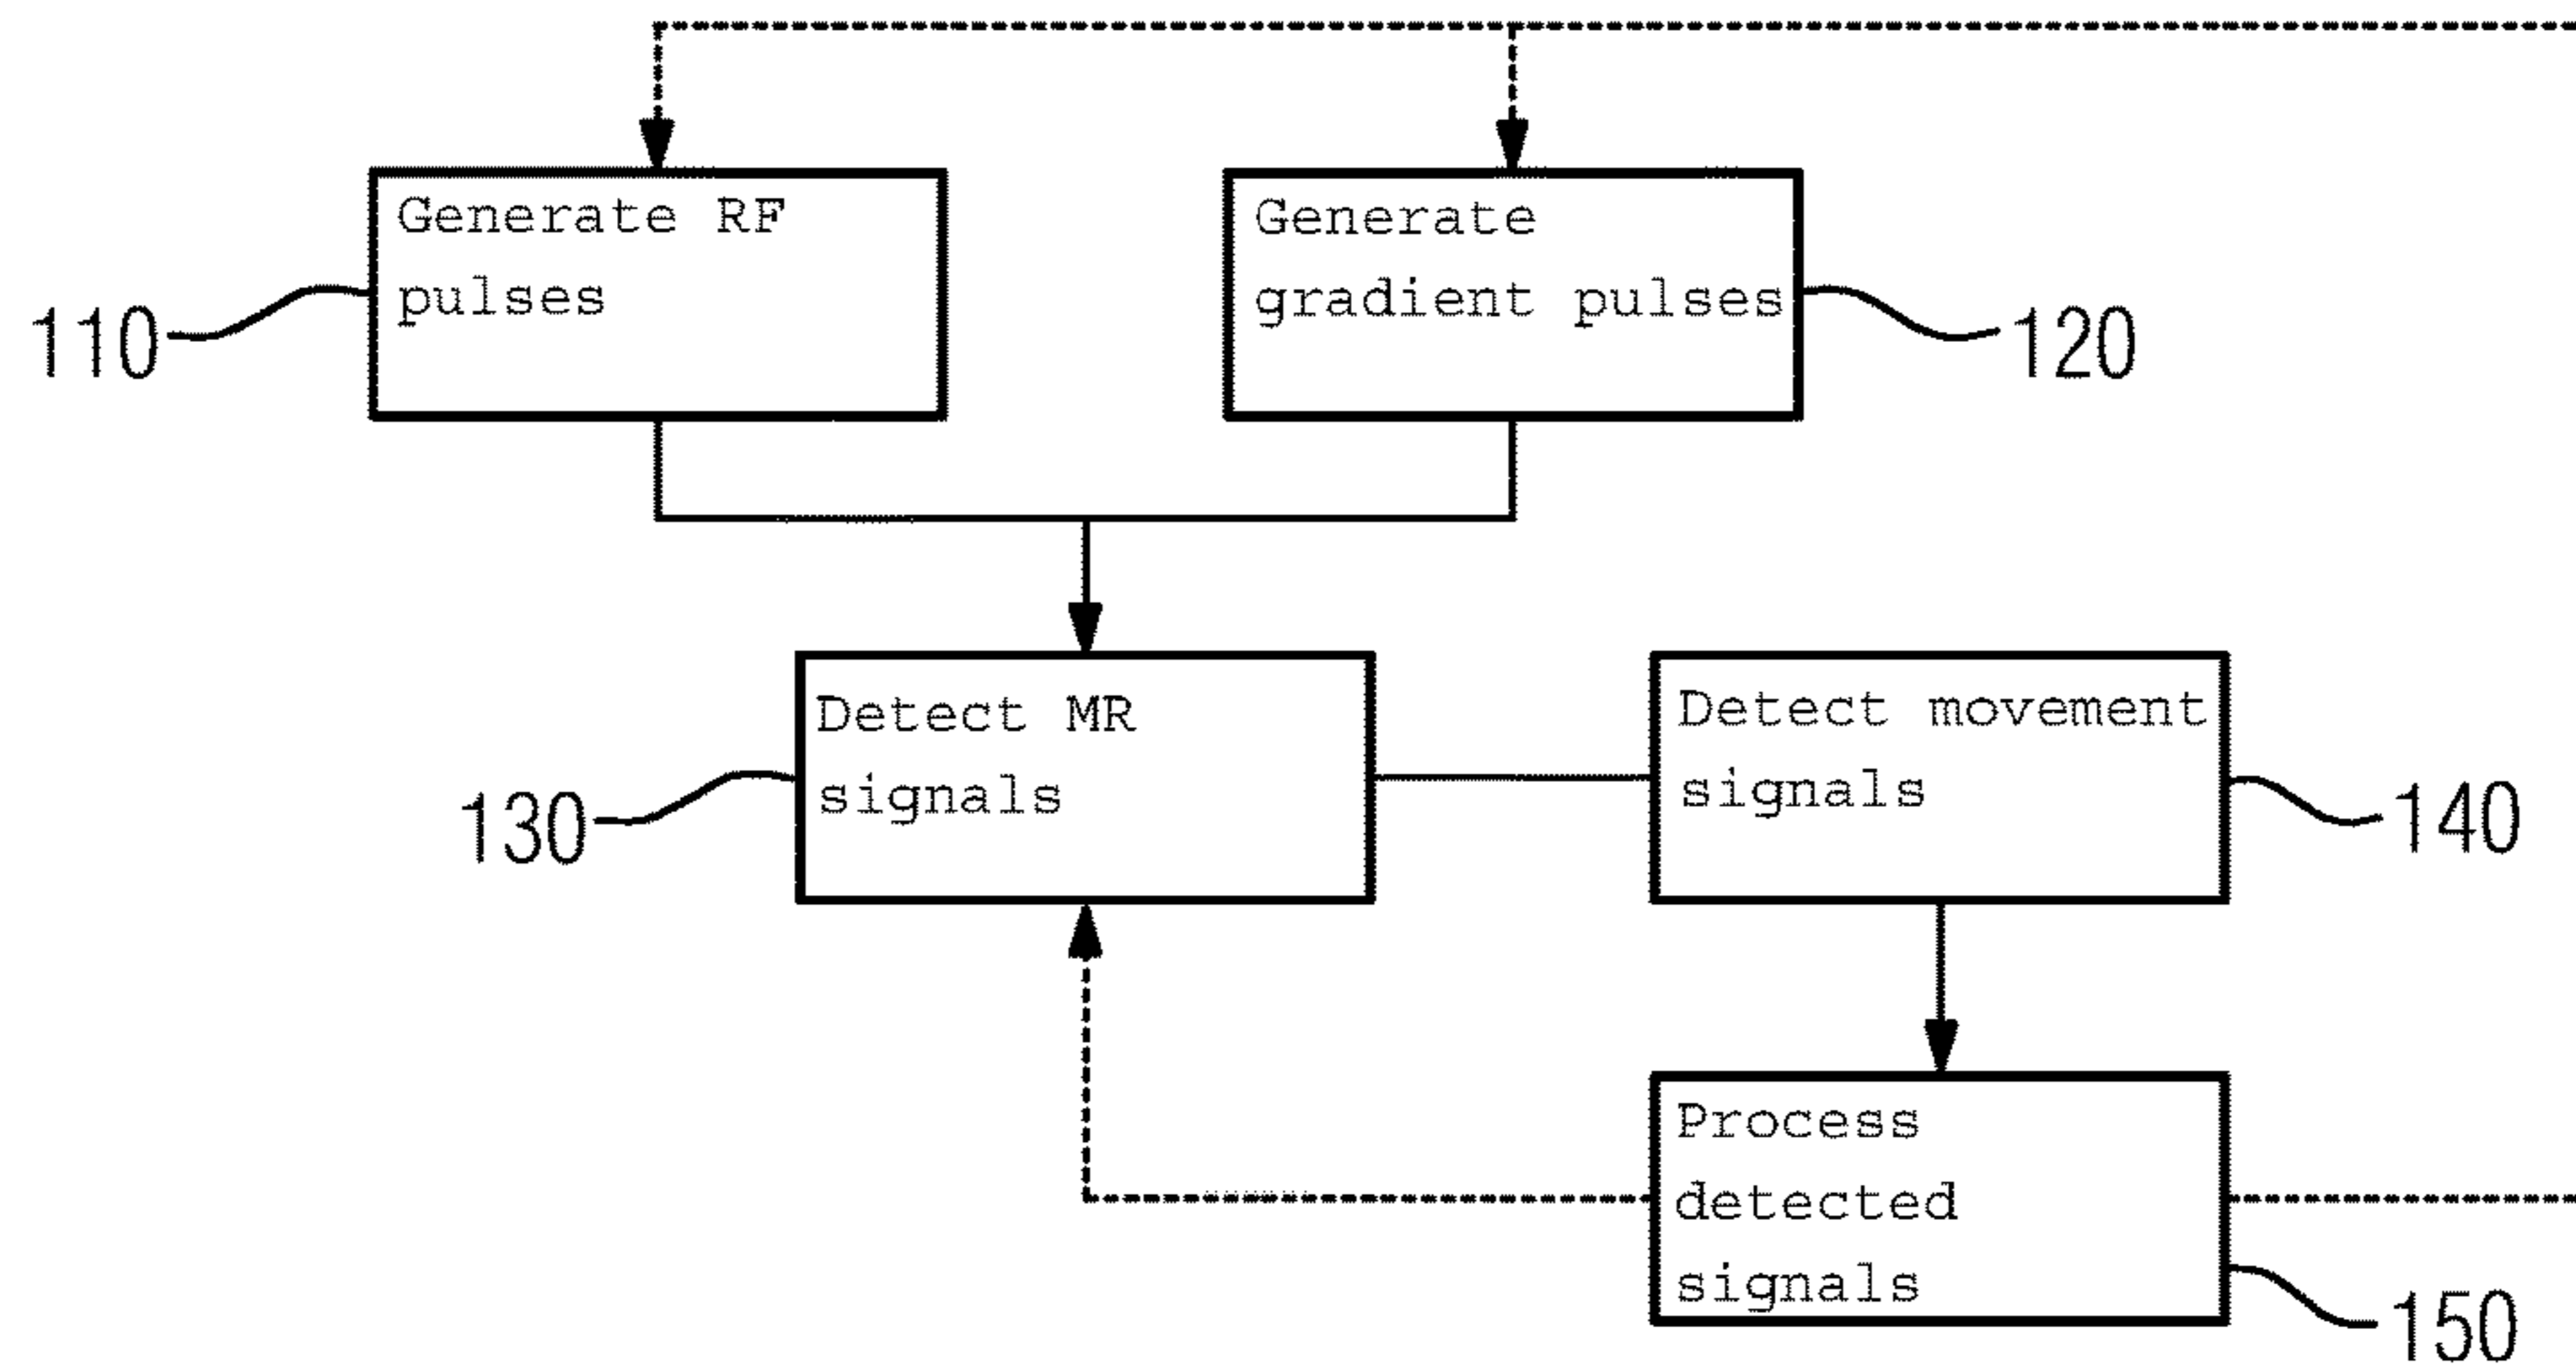 Generate RF
pulses
110
Generate
gradient pulses
120
Detect MR
signals
130
Detect movement
signals
140
Process
detected
signals
150